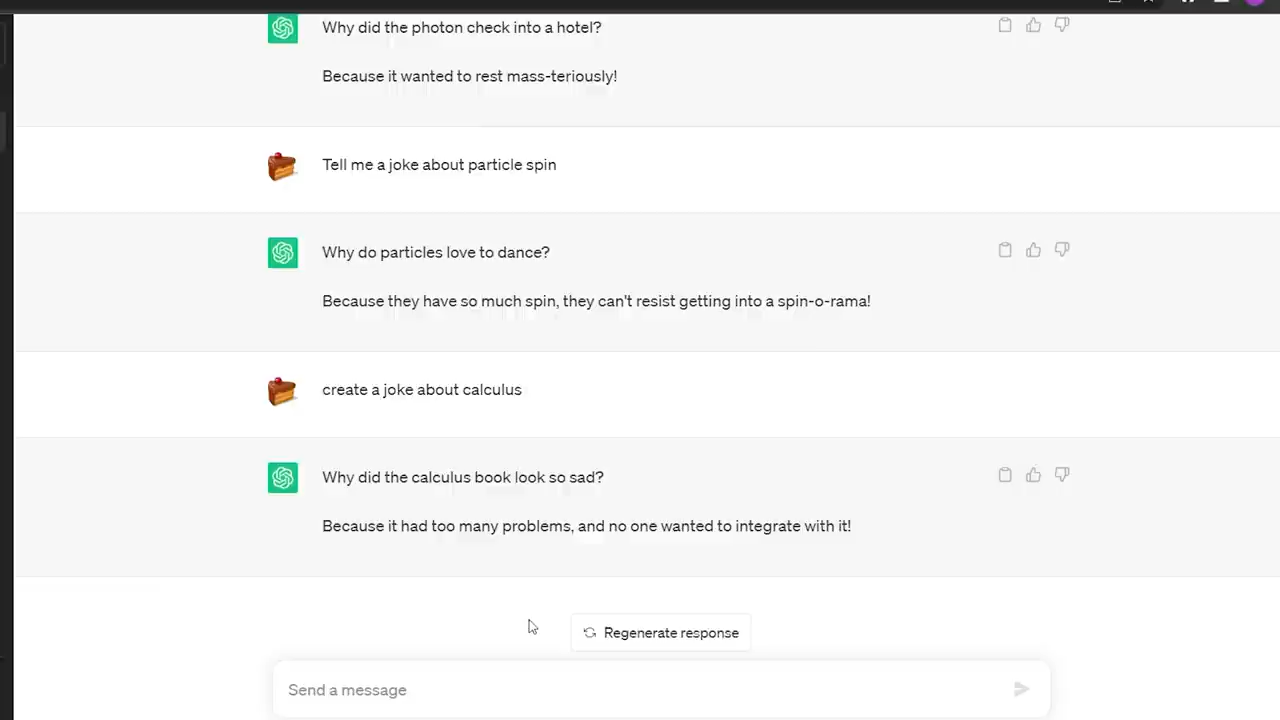 Why did the photon check into a hotel?
Because it wanted to rest mass-teriously!
Tell me a joke about particle spin
Why do particles love to dance?
Because they have so much spin, they can't resist getting into a spin-o-rama!
create a joke about calculus
Why did the calculus book look so sad?
Because it had too many problems, and no one wanted to integrate with it!
Regenerate response
Send a message